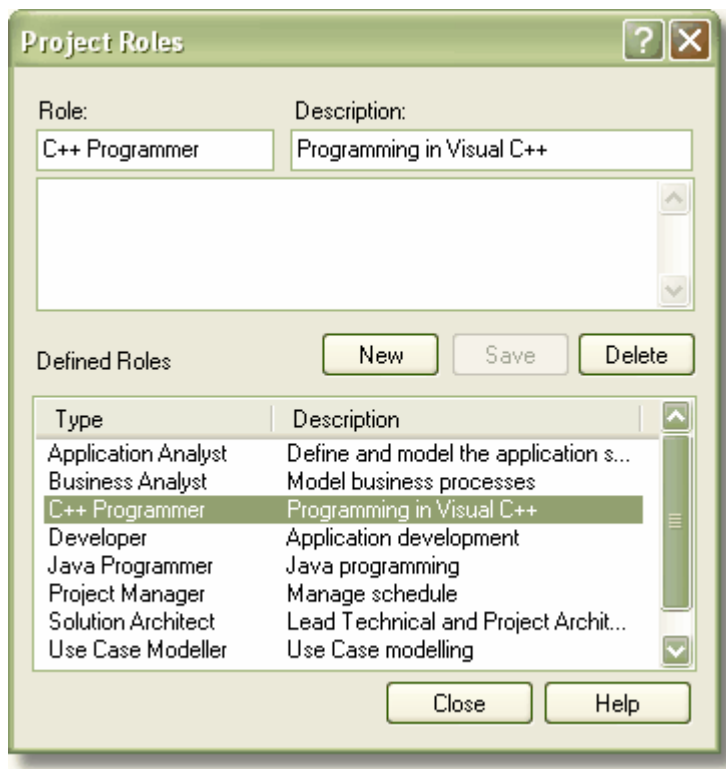 Project Roles
Role: Description:
C++ Programmer Programming in Visual C++
Defined Roles New Save Delete
Type Description
Application Analyst Define and model the application s...
Business Analyst Model business processes
C++ Programmer Programming in Visual C++
Developer Application development
Java Programmer Java programming
Project Manager Manage schedule
Solution Architect Lead Technical and Project Archit...
Use Case Modeller Use Case modelling
Close Help